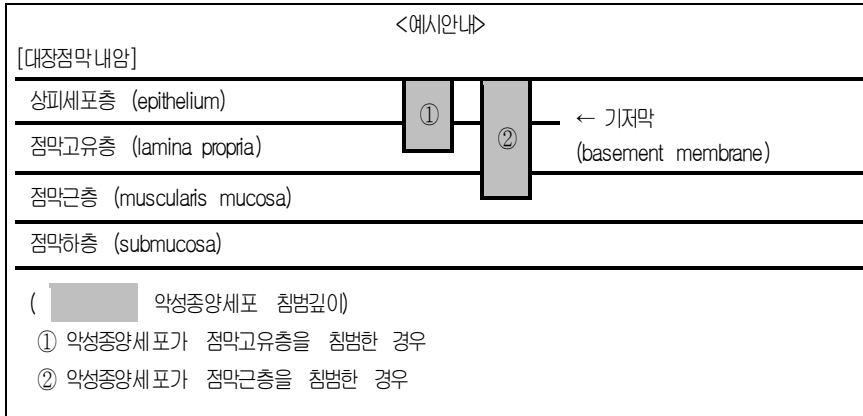 <예시안내>
[대장점막내암]
상피세포층 (epithelium)
①
← 기저막
점막고유층 (lamina propria)
②
(basement membrane)
점막근층 (muscularis mucosa)
점막하층 (submucosa)
( 악성종양세포 침범깊이)
① 악성종양세포가 점막고유층을 침범한 경우
② 악성종양세포가 점막근층을 침범한 경우